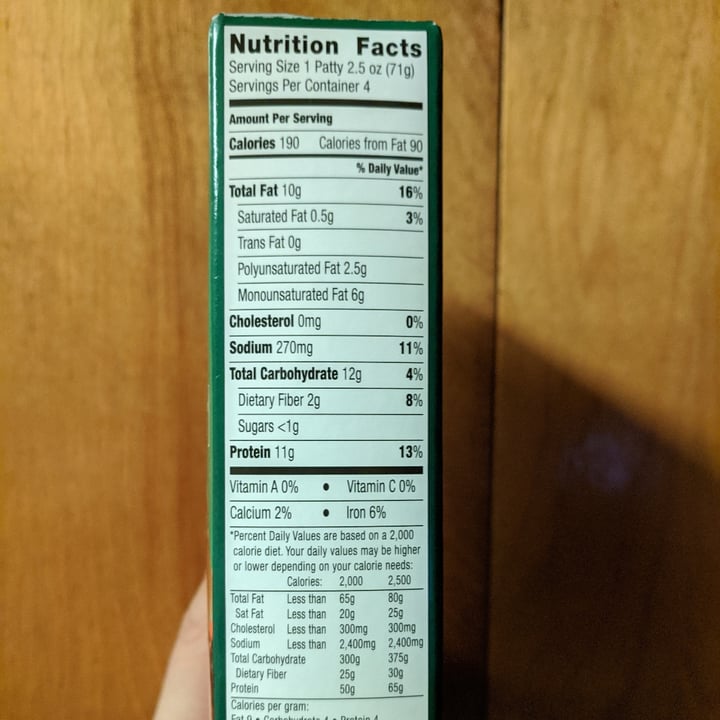 Nutrition Facts
Serving Size 1 Patty 2.5 oz (71g)
Servings Per Container 4
Amount Per Serving
Calories 190 Calories from Fat 90
% Daily Value*
Total Fat 10g 16%
Saturated Fat 0.5g 3%
Trans Fat 0g
Polyunsaturated Fat 2.5g
Monounsaturated Fat 6g
Cholesterol 0mg 0%
Sodium 270mg 11%
Total Carbohydrate 12g 4%
Dietary Fiber 2g 8%
Sugars <1g
Protein 11g 13%
Vitamin A 0% • Vitamin C 0%
Calcium 2% • Iron 6%
*Percent Daily Values are based on a 2,000
calorie diet. Your daily values may be higher
or lower depending on your calorie needs:
Calories: 2,000 2,500
Total Fat Less than 65g 80g
Sat Fat Less than 20g 25g
Cholesterol Less than 300mg 300mg
Sodium Less than 2,400mg 2,400mg
Total Carbohydrate 300g 375g
Dietary Fiber 25g 30g
Protein 50g 65g
Calories per gram:
Fat 9 • Carbohydrate 4 • Protein 4